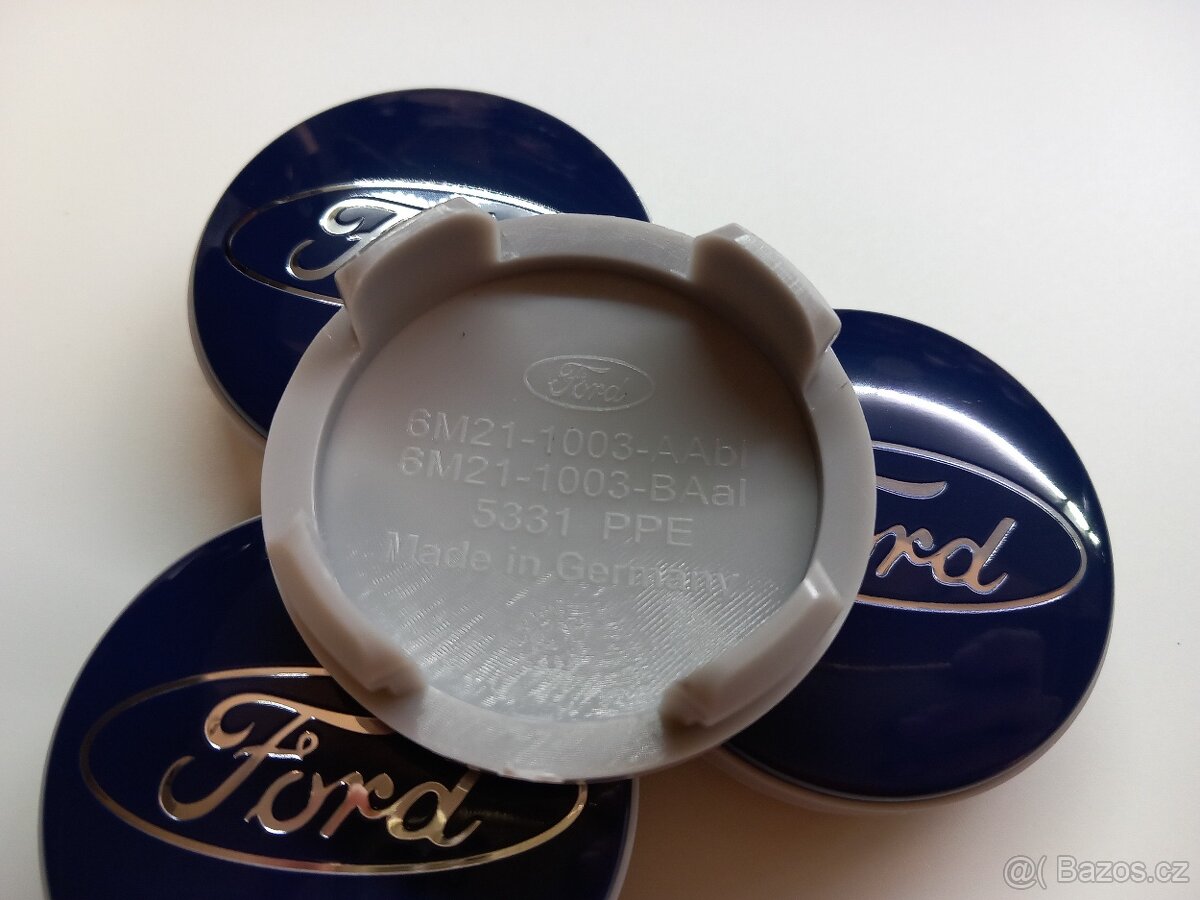 Ford
Ford
6M21-1003-AAbl
6M21-1003-BAal
5331 PPE
Made in Germany
Ford
Ford
@( Bazos.cz